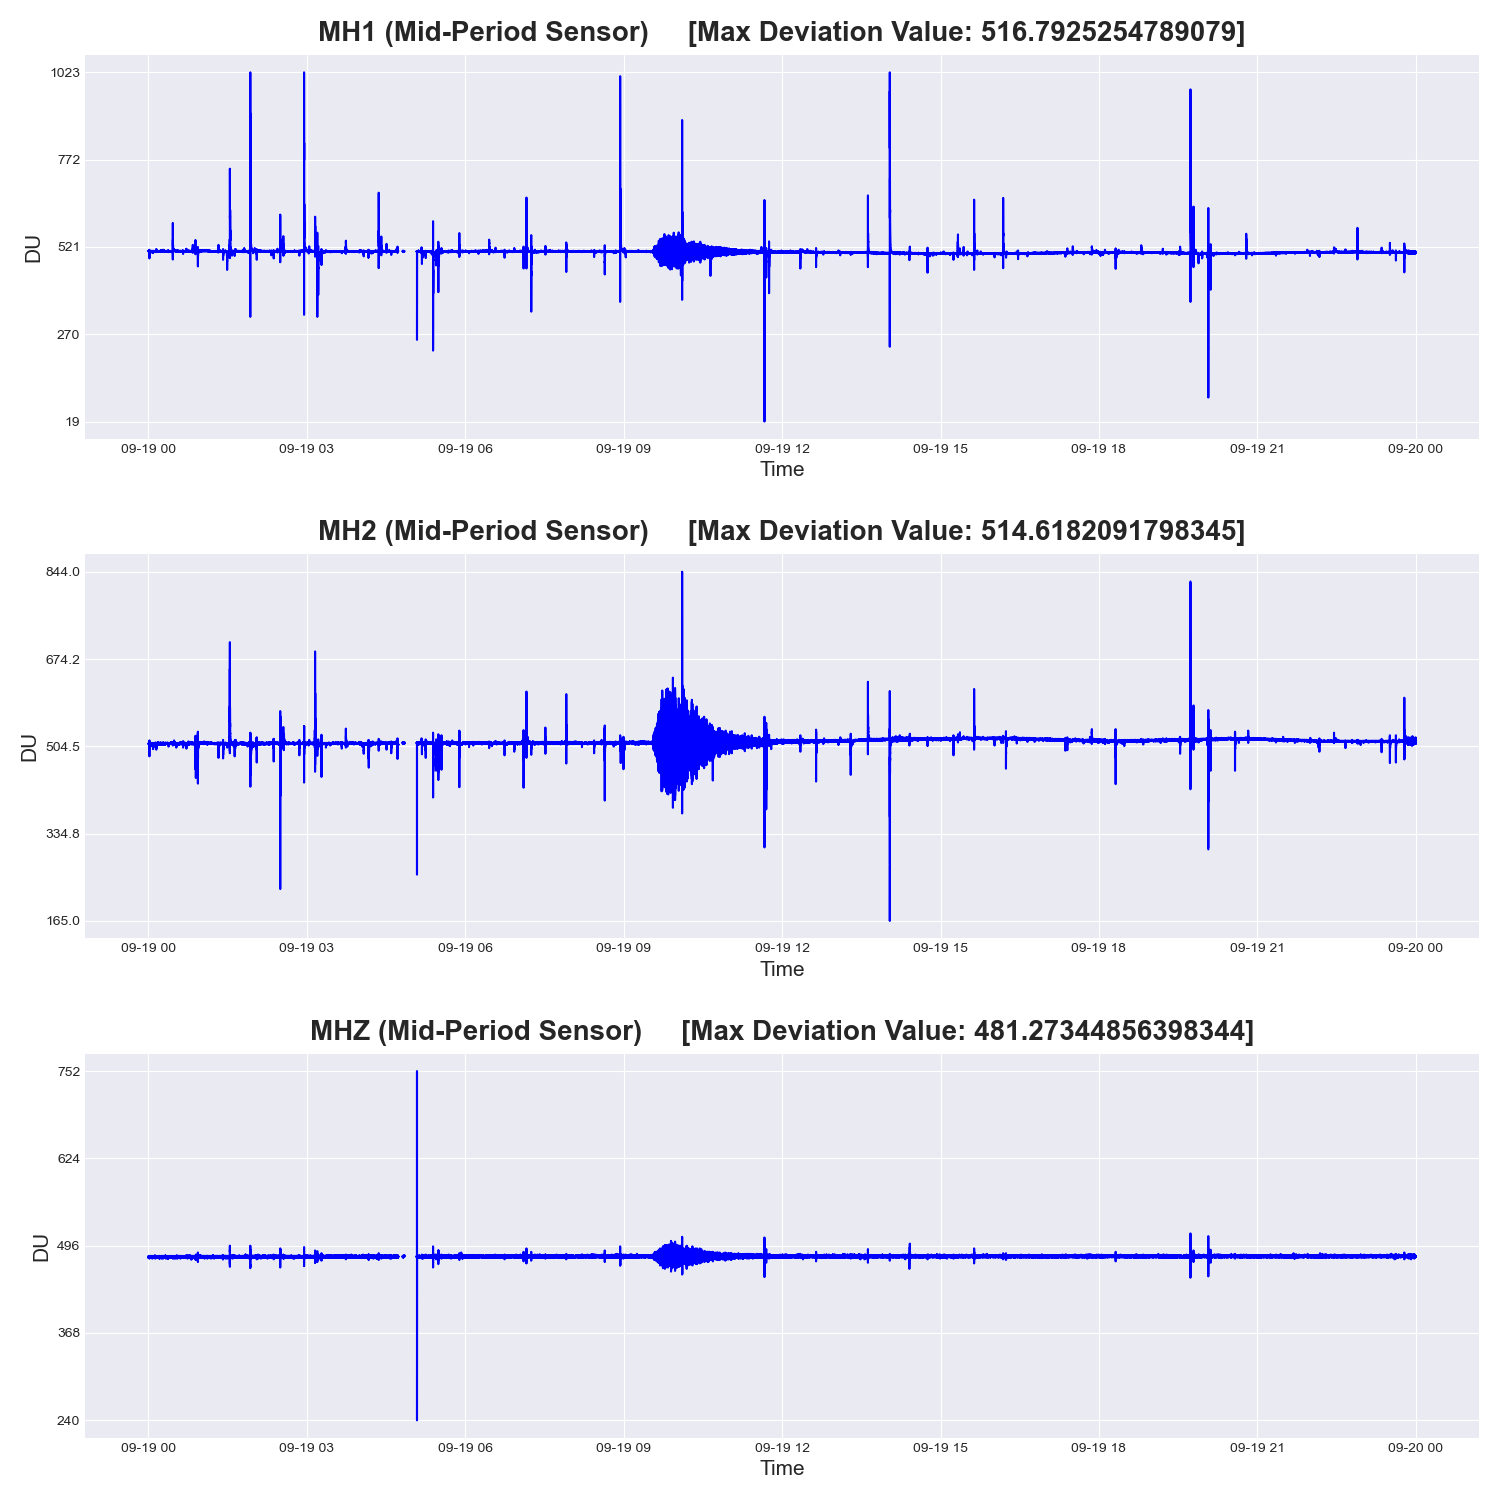 MH1 (Mid-Period Sensor) [Max Deviation Value: 516.7925254789079]
1023
772
521
270
19
DU
09-19 00 09-19 03 09-19 06 09-19 09 09-19 12 09-19 15 09-19 18 09-19 21 09-20 00
Time
MH2 (Mid-Period Sensor) [Max Deviation Value: 514.6182091798345]
844.0
674.2
504.5
334.8
165.0
DU
09-19 00 09-19 03 09-19 06 09-19 09 09-19 12 09-19 15 09-19 18 09-19 21 09-20 00
Time
MHZ (Mid-Period Sensor) [Max Deviation Value: 481.27344856398344]
752
624
496
368
240
DU
09-19 00 09-19 03 09-19 06 09-19 09 09-19 12 09-19 15 09-19 18 09-19 21 09-20 00
Time